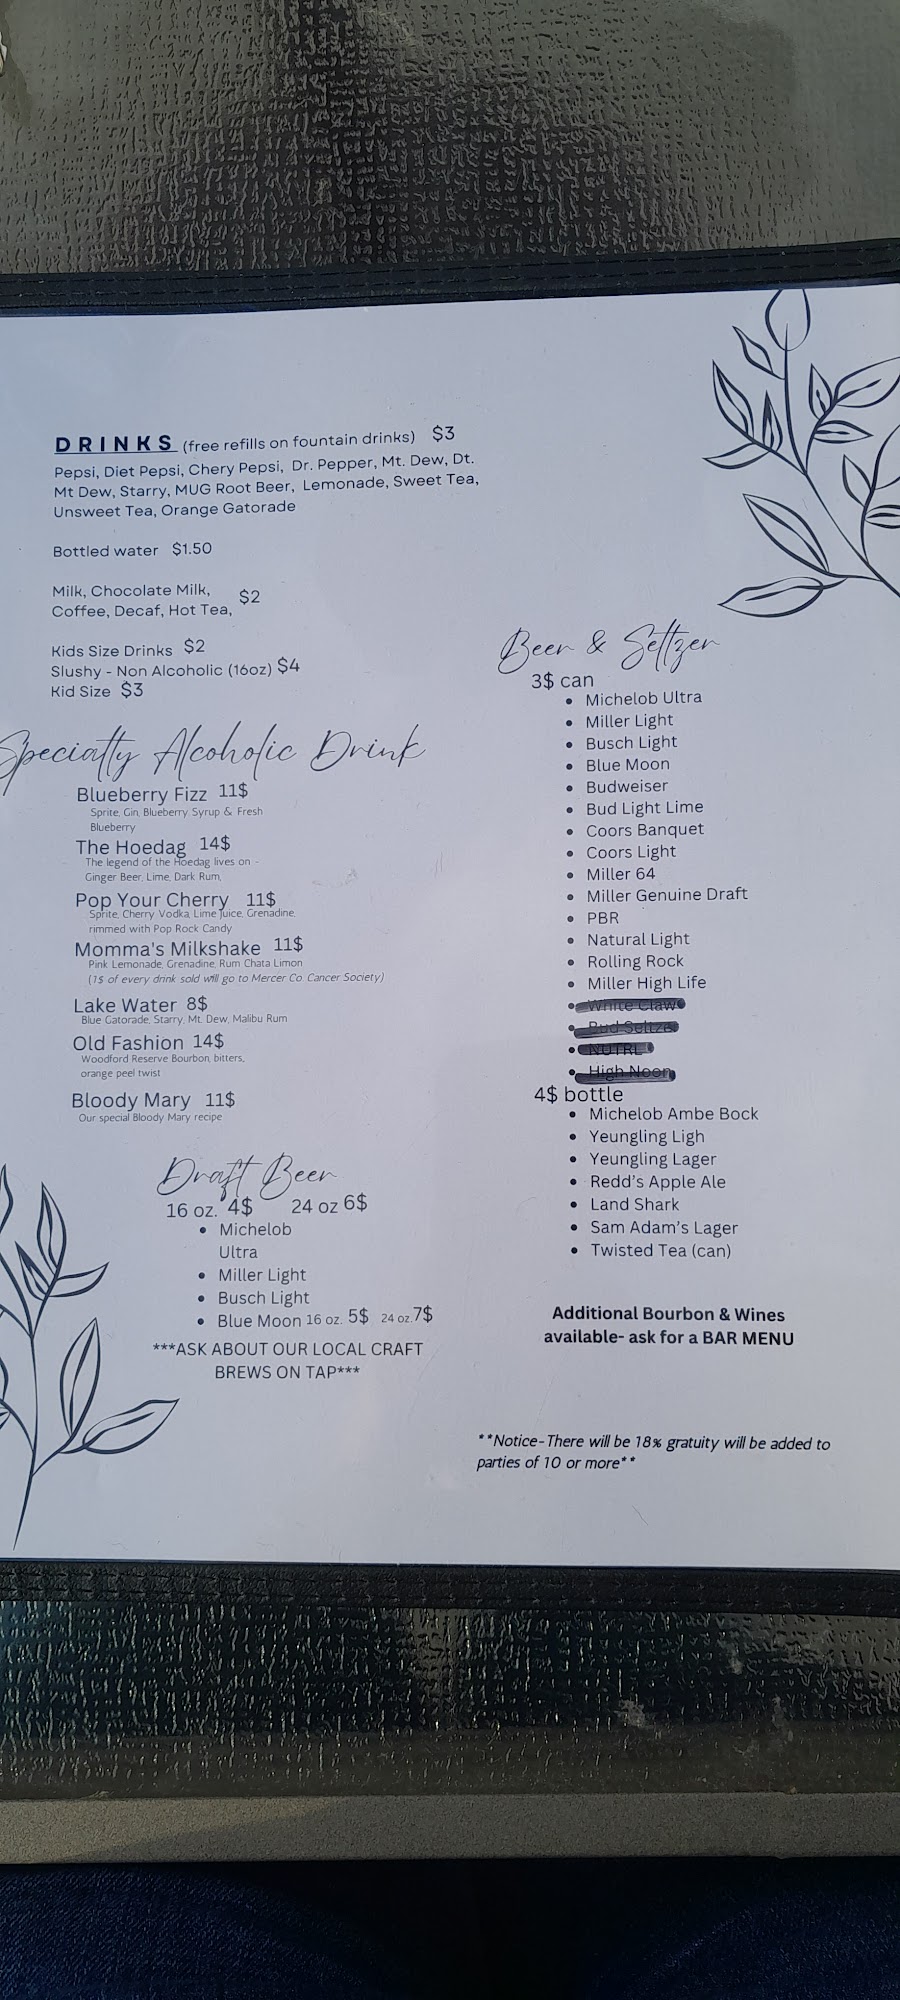 DRINKS (free refills on fountain drinks) $3
Pepsi, Diet Pepsi, Chery Pepsi, Dr. Pepper, Mt. Dew, Dt.
Mt Dew, Starry, MUG Root Beer, Lemonade, Sweet Tea,
Unsweet Tea, Orange Gatorade
Bottled water $1.50
Milk, Chocolate Milk,
Coffee, Decaf, Hot Tea, $2
Kids Size Drinks $2
Slushy - Non Alcoholic (16oz) $4
Kid Size $3
Specialty Alcoholic Drink
Blueberry Fizz 11$
Sprite, Gin, Blueberry Syrup & Fresh
Blueberry
The Hoedag 14$
The legend of the Hoedag lives on -
Ginger Beer, Lime, Dark Rum,
Pop Your Cherry 11$
Sprite, Cherry Vodka, Lime Juice, Grenadine,
rimmed with Pop Rock Candy
Momma's Milkshake 11$
Pink Lemonade, Grenadine, Rum Chata Limon
(1$ of every drink sold will go to Mercer Co. Cancer Society)
Lake Water 8$
Blue Gatorade, Starry, Mt. Dew, Malibu Rum
Old Fashion 14$
Woodford Reserve Bourbon, bitters,
orange peel twist
Bloody Mary 11$
Our special Bloody Mary recipe
Draft Beer
16 oz. 4$ 24 oz 6$
• Michelob
Ultra
• Miller Light
• Busch Light
• Blue Moon 16 oz. 5$ 24 oz. 7$
***ASK ABOUT OUR LOCAL CRAFT
BREWS ON TAP***
Beer & Seltzer
3$ can
• Michelob Ultra
• Miller Light
• Busch Light
• Blue Moon
• Budweiser
• Bud Light Lime
• Coors Banquet
• Coors Light
• Miller 64
• Miller Genuine Draft
• PBR
• Natural Light
• Rolling Rock
• Miller High Life
• White Claw
• Bud Seltzer
• NUTRL
• High Noon
4$ bottle
• Michelob Ambe Bock
• Yeungling Ligh
• Yeungling Lager
• Redd's Apple Ale
• Land Shark
• Sam Adam's Lager
• Twisted Tea (can)
Additional Bourbon & Wines
available- ask for a BAR MENU
**Notice-There will be 18% gratuity will be added to
parties of 10 or more**